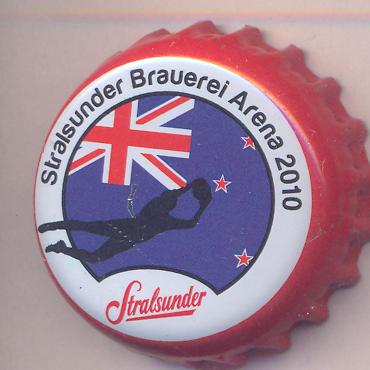 Stralsunder Brauerei Arena 2010
Stralsunder